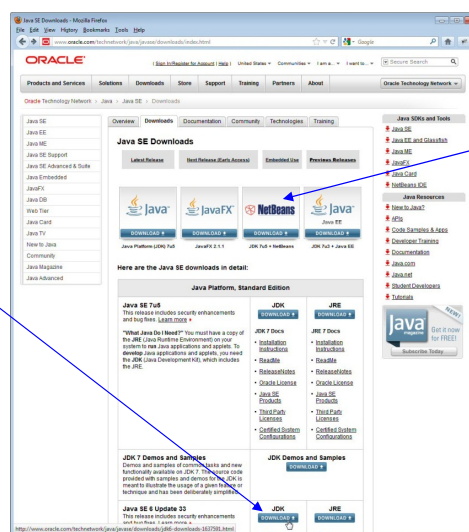 Java SE Downloads - Mozilla Firefox
File Edit View History Bookmarks Tools Help
www.oracle.com/technetwork/java/javase/downloads/index.html
Google
ORACLE
(Sign In/Register for Account | Help) United States Communities I am a... I want to... Secure Search
Products and Services Solutions Downloads Store Support Training Partners About Oracle Technology Network
Oracle Technology Network > Java > Java SE > Downloads
Java SE
Java EE
Java ME
Java SE Support
Java SE Advanced & Suite
Java Embedded
JavaFX
Java DB
Web Tier
Java Card
Java TV
New to Java
Community
Java Magazine
Java Advanced
Overview Downloads Documentation Community Technologies Training
Java SE Downloads
Latest Release Next Release (Early Access) Embedded Use Previous Releases
Java JavaFX NetBeans Java
Java EE
DOWNLOAD DOWNLOAD DOWNLOAD DOWNLOAD
Java Platform (JDK) 7u5 JavaFX 2.1.1 JDK 7u5 + NetBeans JDK 7u3 + Java EE
Here are the Java SE downloads in detail:
Java Platform, Standard Edition
Java SE 7u5
This release includes security enhancements
and bug fixes. Learn more
"What Java Do I Need?" You must have a copy of
the JRE (Java Runtime
Environment) on your
system to run Java applications and applets. To
develop Java applications and applets, you need
the JDK (Java Development Kit), which includes
the JRE.
JDK
DOWNLOAD
JDK 7 Docs
Installation
Instructions
ReadMe
ReleaseNotes
Oracle License
Java SE
Products
Third Party
Licenses
Certified System
Configurations
JRE
DOWNLOAD
JRE 7 Docs
Installation
Instructions
ReadMe
ReleaseNotes
Oracle License
Java SE
Products
Third Party
Licenses
Certified System
Configurations
JDK 7 Demos and Samples
Demos and samples of common tasks and new
functionality available on JDK 7. The source code
provided with samples and demos for the JDK is
meant to illustrate the usage of a given feature or
technique and has been deliberately simplified.
JDK Demos and Samples
DOWNLOAD
Java SE 6 Update 33
This release includes security enhancements
and bug fixes. Learn more
JDK
DOWNLOAD
JRE
DOWNLOAD
Java SDKs and Tools
Java SE
Java EE and Glassfish
Java ME
JavaFX
Java Card
NetBeans IDE
Java Resources
New to Java?
APIs
Code Samples & Apps
Developer Training
Documentation
Java.com
Java.net
Student Developers
Tutorials
NEW!
Java
magazine
Get it now
for FREE!
Subscribe Today
http://www.oracle.com/technetwork/java/javase/downloads/jdk6-downloads-1637591.html